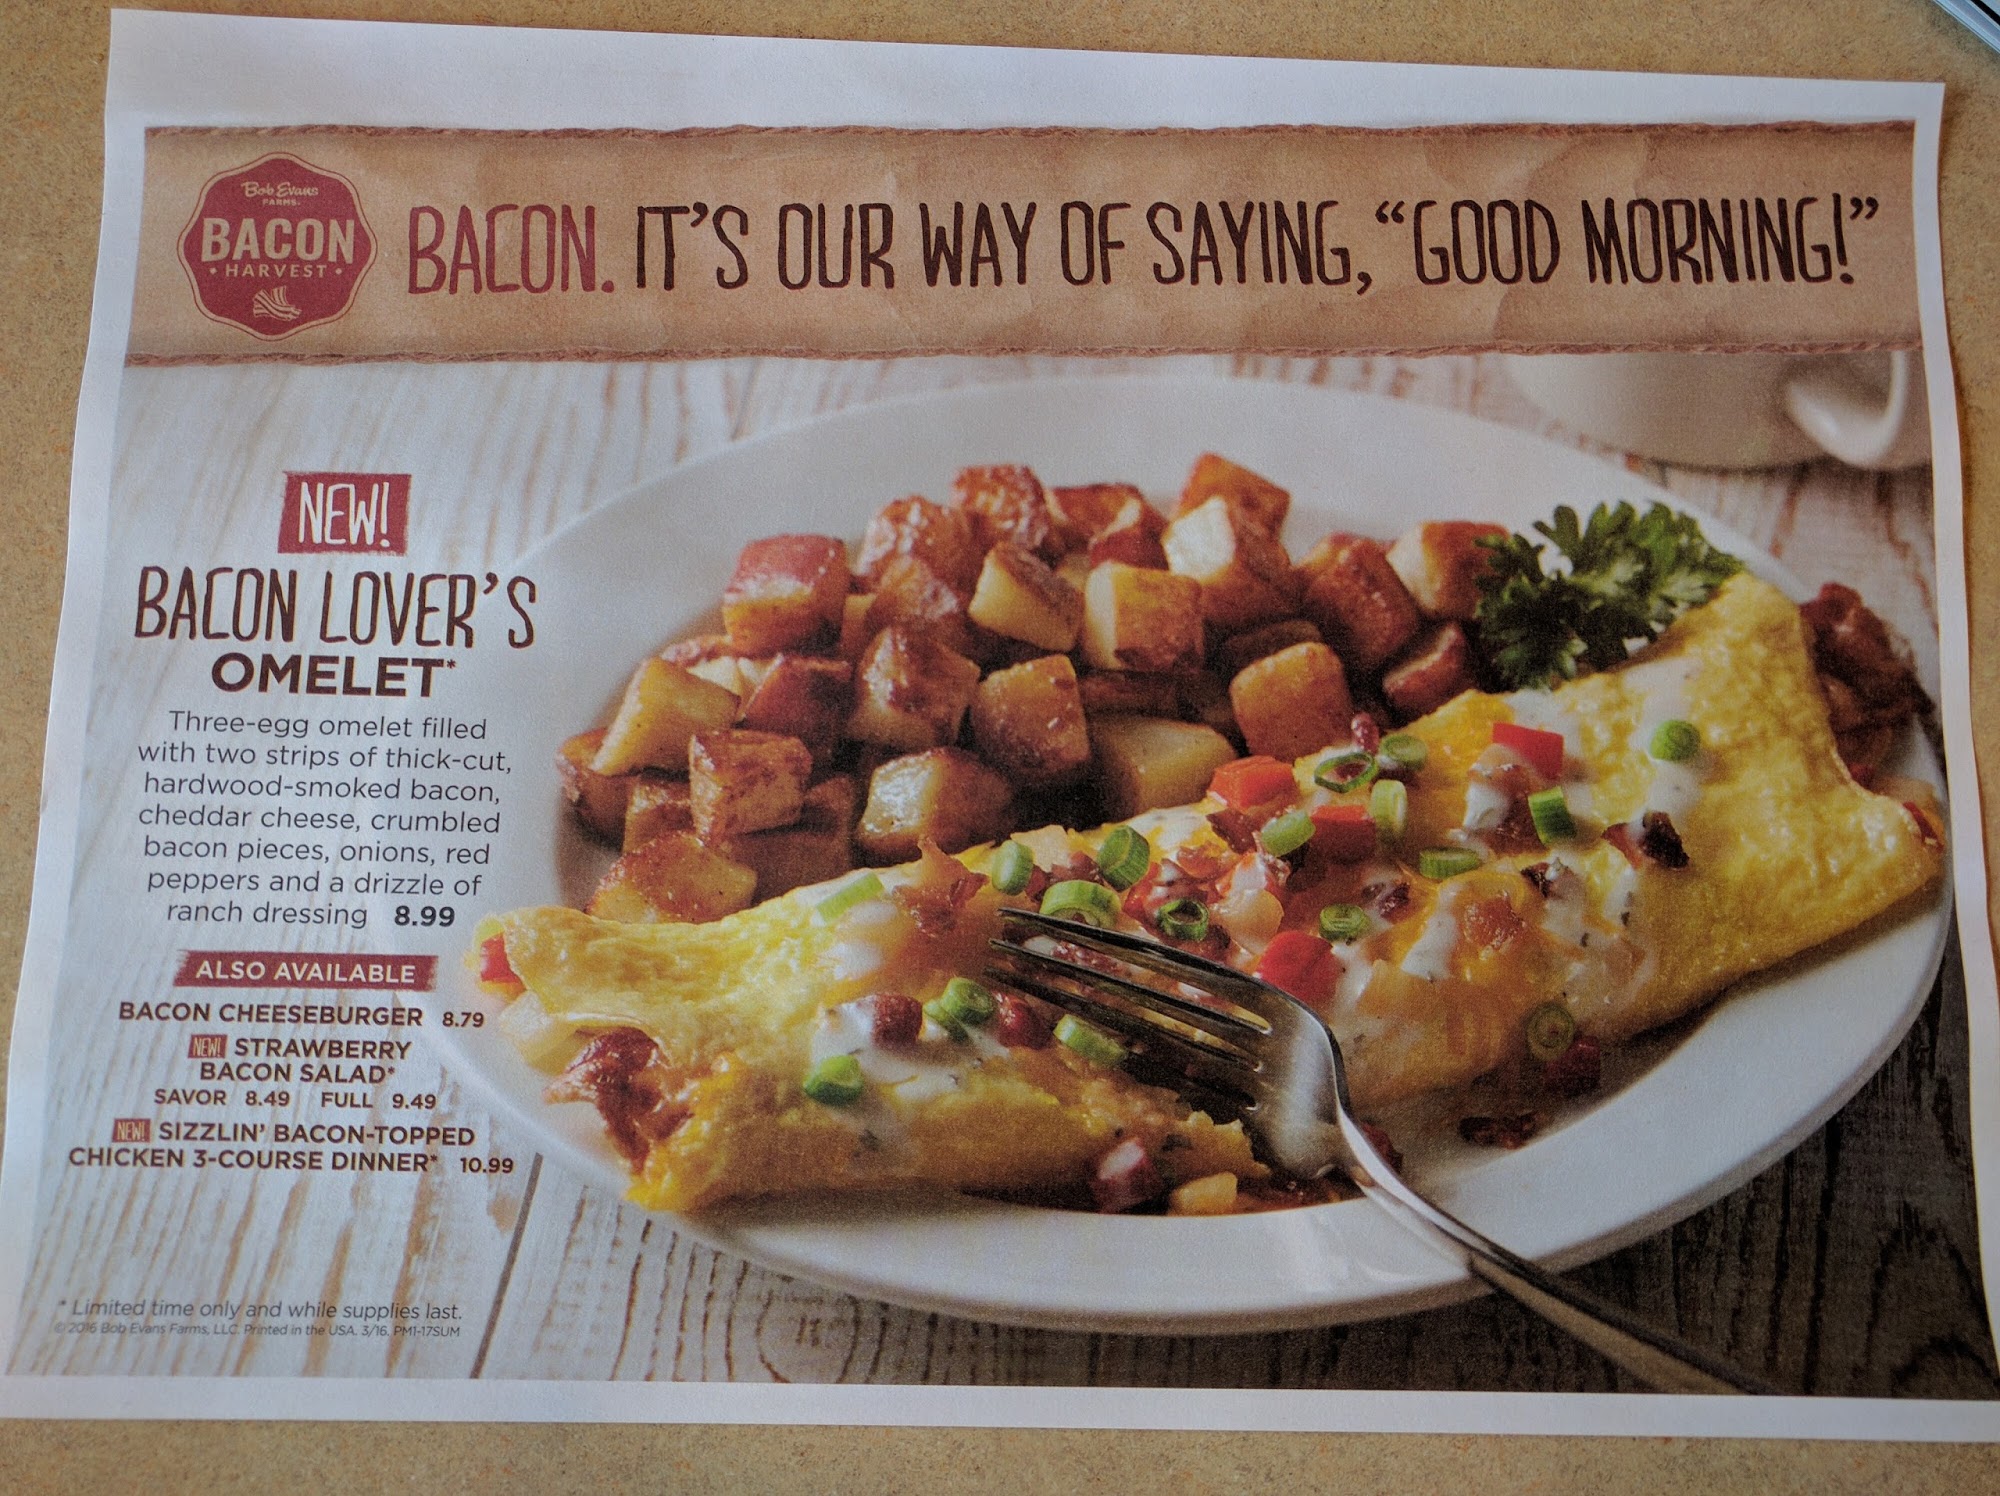 Bob Evans
FARMS
BACON
• HARVEST •
BACON. IT'S OUR WAY OF SAYING, “GOOD MORNING!”
NEW!
BACON LOVER'S
OMELET*
Three-egg omelet filled
with two strips of thick-cut,
hardwood-smoked bacon,
cheddar cheese, crumbled
bacon pieces, onions, red
peppers and a drizzle of
ranch dressing 8.99
ALSO AVAILABLE
BACON CHEESEBURGER 8.79
NEW! STRAWBERRY
BACON SALAD*
SAVOR 8.49 FULL 9.49
NEW! SIZZLIN' BACON-TOPPED
CHICKEN 3-COURSE DINNER* 10.99
* Limited time only and while supplies last.
© 2016 Bob Evans Farms, LLC. Printed in the USA. 3/16. PM1-17SUM